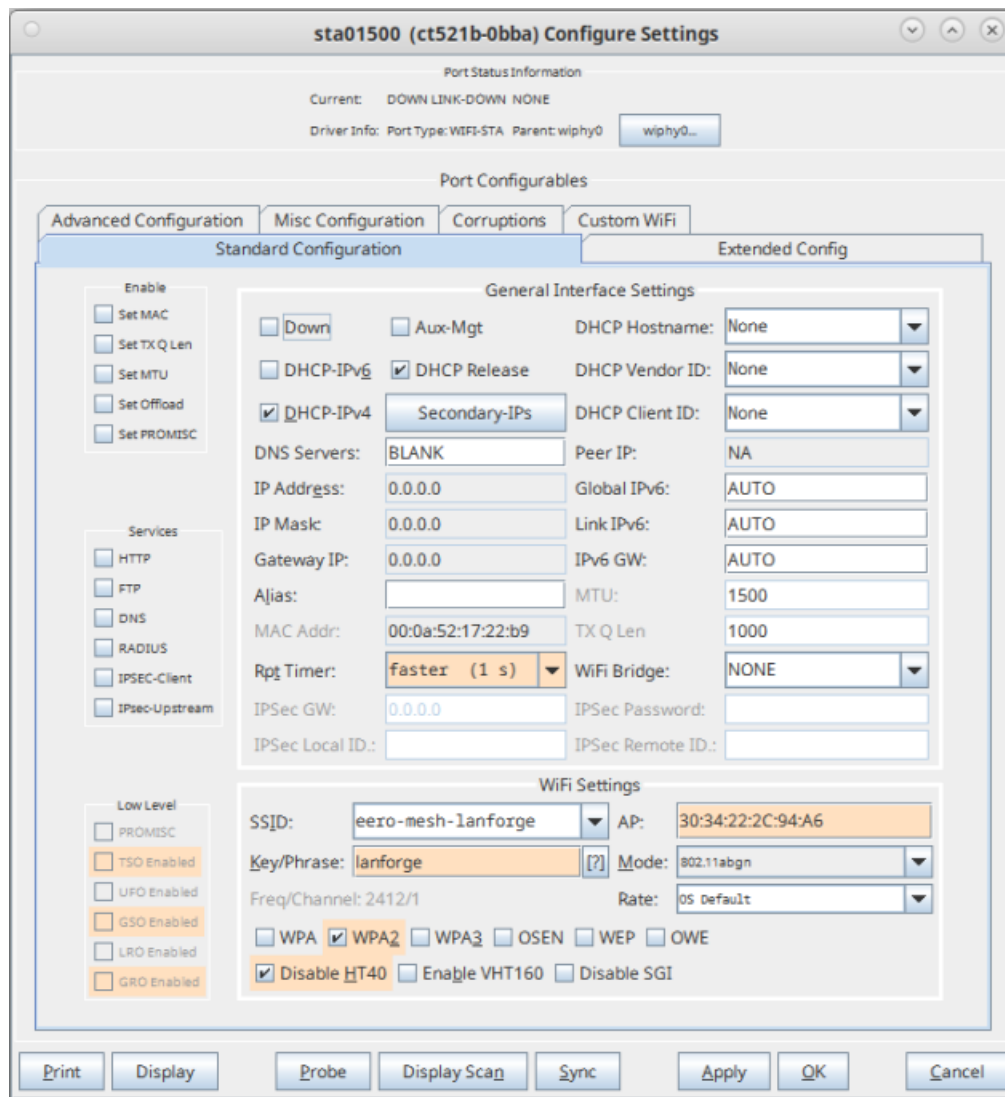 sta01500 (ct521b-0bba) Configure Settings
Port Status Information
Current: DOWN LINK-DOWN NONE
Driver Info: Port Type: WIFI-STA Parent: wiphy0 wiphy0...
Port Configurables
Advanced Configuration Misc Configuration Corruptions Custom WiFi
Standard Configuration Extended Config
Enable
Set MAC
Set TX Q Len
Set MTU
Set Offload
Set PROMISC
Services
HTTP
FTP
DNS
RADIUS
IPSEC-Client
IPsec-Upstream
Low Level
PROMISC
TSO Enabled
UFO Enabled
GSO Enabled
LRO Enabled
GRO Enabled
General Interface Settings
Down Aux-Mgt DHCP Hostname: None
DHCP-IPv6 DHCP Release DHCP Vendor ID: None
DHCP-IPv4 Secondary-IPs DHCP Client ID: None
DNS Servers: BLANK Peer IP: NA
IP Address: 0.0.0.0 Global IPv6: AUTO
IP Mask: 0.0.0.0 Link IPv6: AUTO
Gateway IP: 0.0.0.0 IPv6 GW: AUTO
Alias: MTU: 1500
MAC Addr: 00:0a:52:17:22:b9 TX Q Len 1000
Rpt Timer: faster (1 s) WiFi Bridge: NONE
IPSec GW: 0.0.0.0 IPSec Password:
IPSec Local ID.: IPSec Remote ID.:
WiFi Settings
SSID: eero-mesh-lanforge AP: 30:34:22:2C:94:A6
Key/Phrase: lanforge [?] Mode: 802.11abgn
Freq/Channel: 2412/1 Rate: OS Default
WPA WPA2 WPA3 OSEN WEP OWE
Disable HT40 Enable VHT160 Disable SGI
Print Display Probe Display Scan Sync Apply OK Cancel